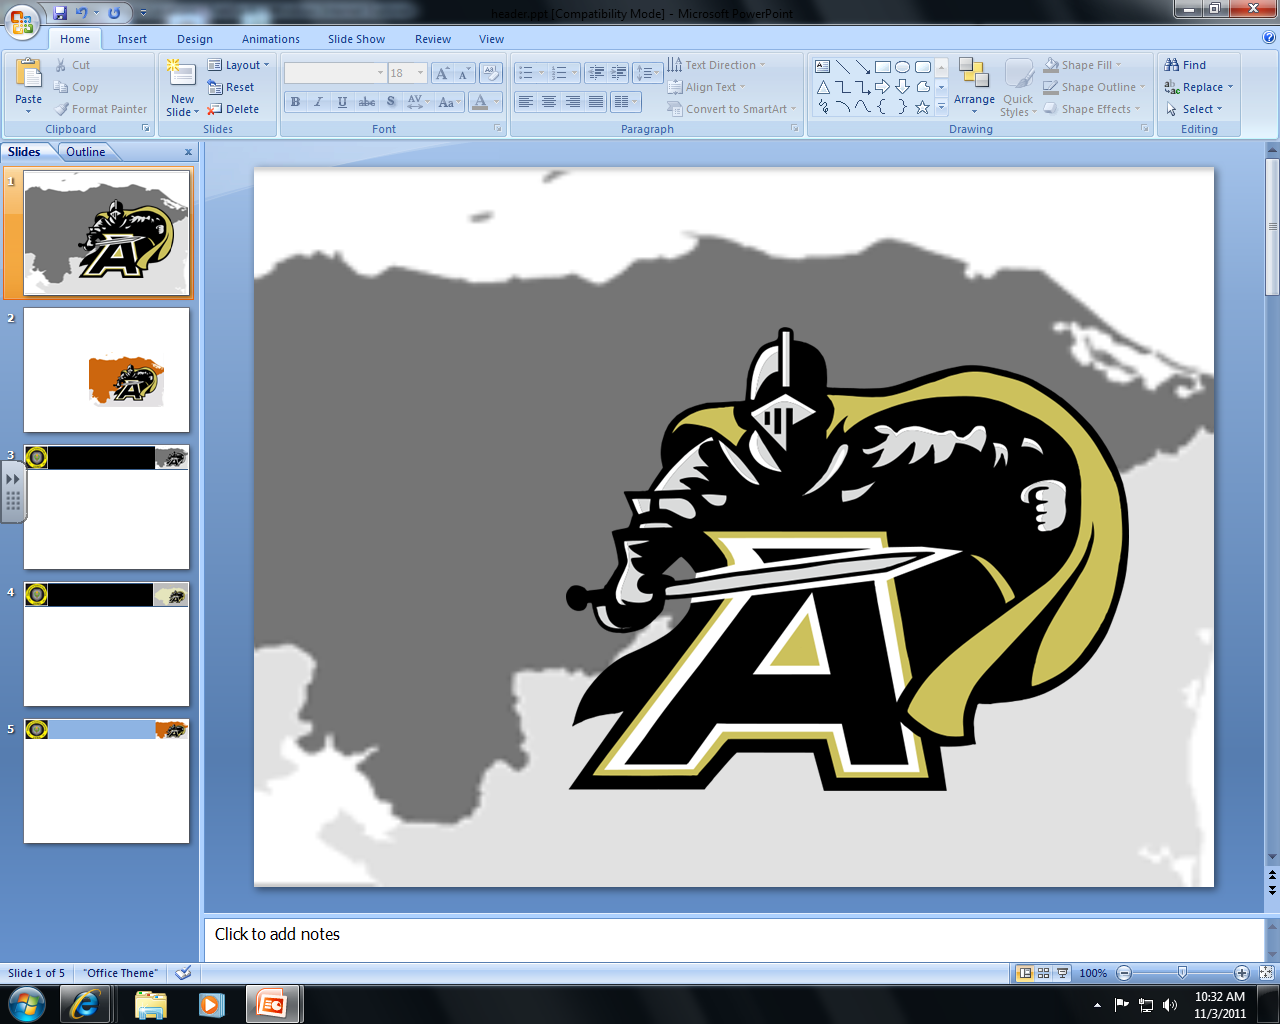 header.ppt [Compatibility Mode] - Microsoft PowerPoint
Home Insert Design Animations Slide Show Review View
Paste
Cut
Copy
Format Painter
Clipboard
New Slide
Layout
Reset
Delete
Slides
18
B I U abc S AV Aa A
Font
Text Direction
Align Text
Convert to SmartArt
Paragraph
Arrange
Quick Styles
Shape Fill
Shape Outline
Shape Effects
Drawing
Find
Replace
Select
Editing
Slides Outline x
1
2
3
4
5
A
Click to add notes
Slide 1 of 5 "Office Theme" 100%
10:32 AM
11/3/2011